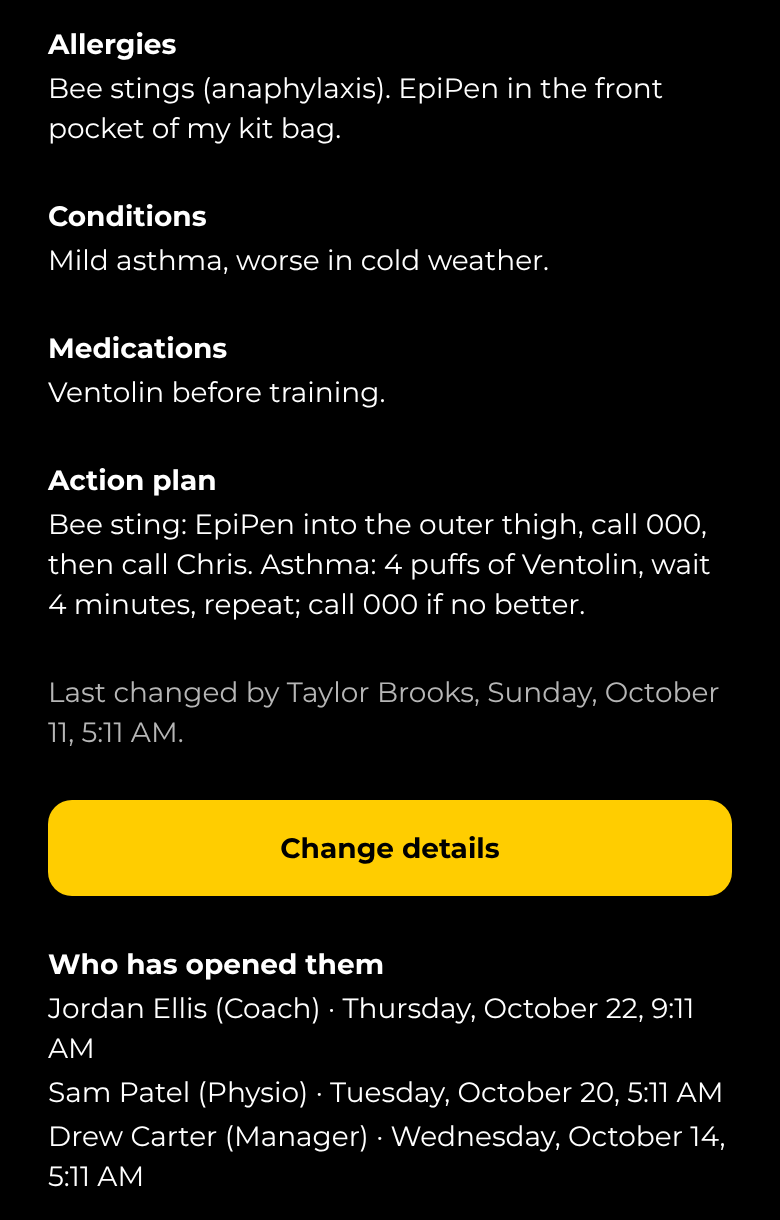 Allergies
Bee stings (anaphylaxis). EpiPen in the front
pocket of my kit bag.
Conditions
Mild asthma, worse in cold weather.
Medications
Ventolin before training.
Action plan
Bee sting: EpiPen into the outer thigh, call 000,
then call Chris. Asthma: 4 puffs of Ventolin, wait
4 minutes, repeat; call 000 if no better.
Last changed by Taylor Brooks, Sunday, October
11, 5:11 AM.
Change details
Who has opened them
Jordan Ellis (Coach) · Thursday, October 22, 9:11
AM
Sam Patel (Physio) · Tuesday, October 20, 5:11 AM
Drew Carter (Manager) · Wednesday, October 14,
5:11 AM